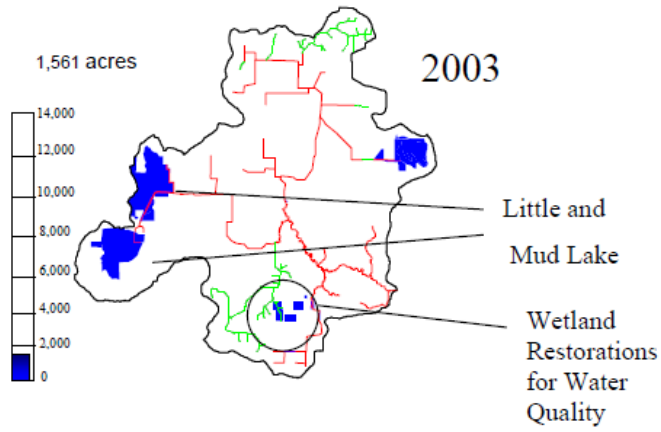 1,561 acres
2003
14,000
12,000
10,000
8,000
6,000
4,000
2,000
0
Little and
Mud Lake
Wetland
Restorations
for Water
Quality